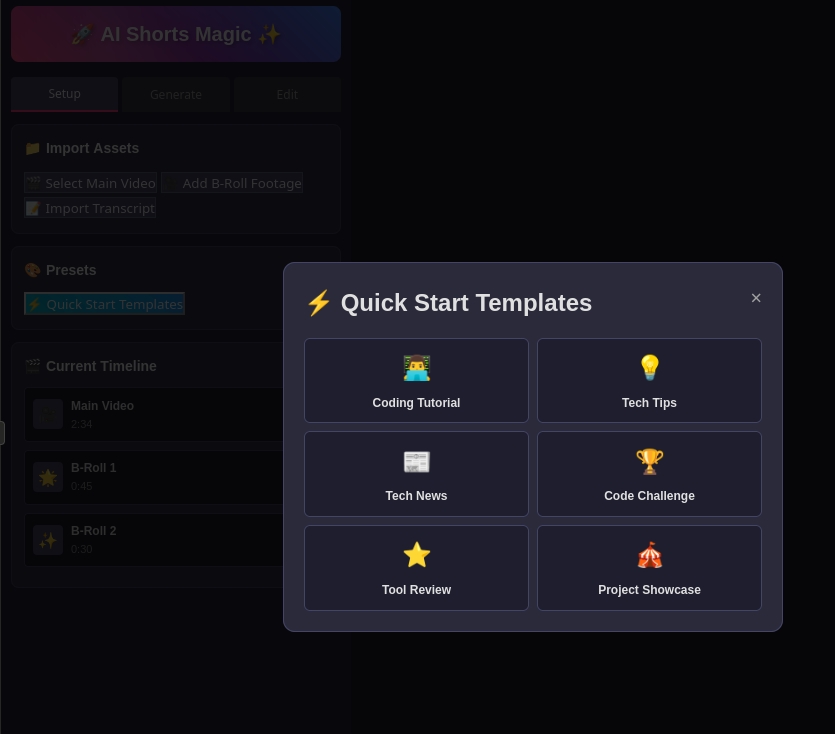 🚀 AI Shorts Magic ✨
Setup
Generate
Edit
📁 Import Assets
🎬 Select Main Video
Add B-Roll Footage
📝 Import Transcript
🎨 Presets
⚡ Quick Start Templates
🎬 Current Timeline
Main Video
2:34
B-Roll 1
0:45
B-Roll 2
0:30
⚡ Quick Start Templates
×
Coding Tutorial
Tech Tips
Tech News
Code Challenge
Tool Review
Project Showcase